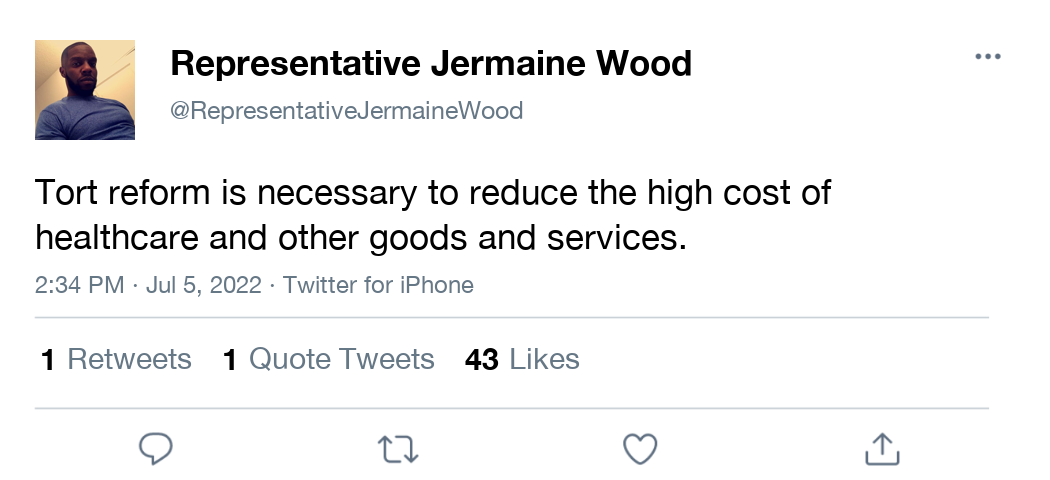 Representative Jermaine Wood
@RepresentativeJermaineWood
Tort reform is necessary to reduce the high cost of
healthcare and other goods and services.
2:34 PM · Jul 5, 2022 · Twitter for iPhone
1 Retweets 1 Quote Tweets 43 Likes